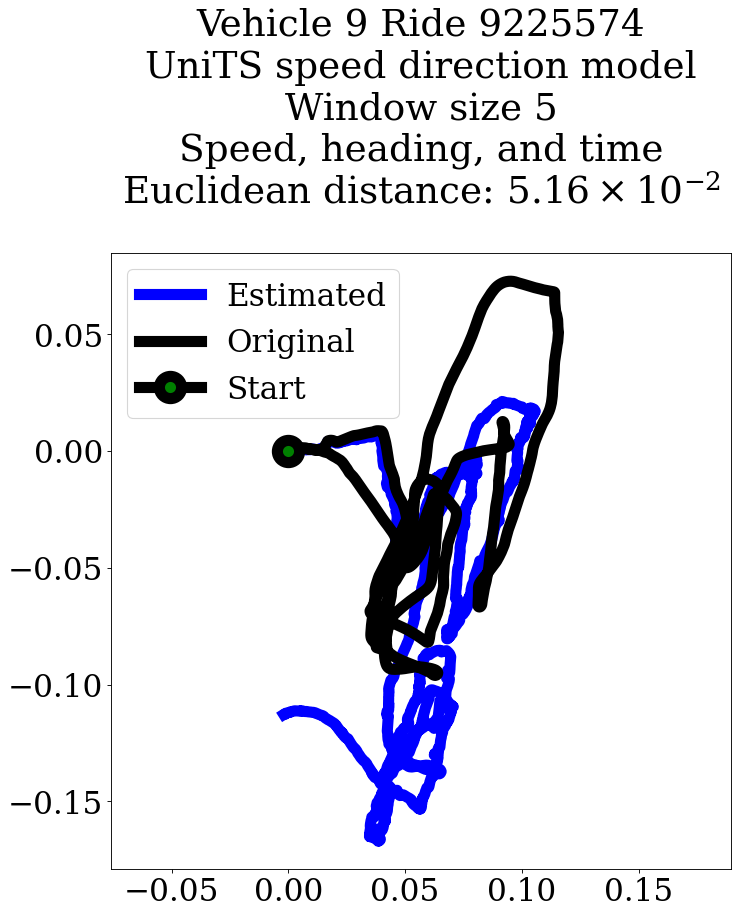 Vehicle 9 Ride 9225574
UniTS speed direction model
Window size 5
Speed, heading, and time
Euclidean distance: 5.16 × 10⁻²
Estimated
Original
Start
0.05
0.00
−0.05
−0.10
−0.15
−0.05 0.00 0.05 0.10 0.15